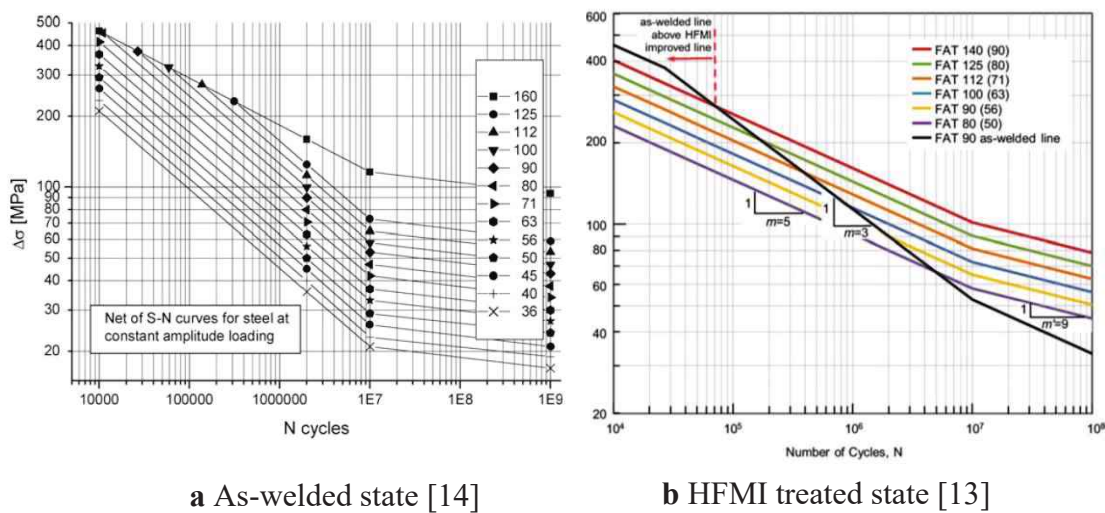 500
400
300
200
100
80
60
50
40
30
20
Δσ [MPa]
10000
100000
1000000
1E7
1E8
1E9
N cycles
160
125
112
100
90
80
71
63
56
50
45
40
36
Net of S-N curves for steel at
constant amplitude loading
a As-welded state [14]
600
400
200
100
80
60
40
20
as-welded line
above HFMI
improved line
FAT 140 (90)
FAT 125 (80)
FAT 112 (71)
FAT 100 (63)
FAT 90 (56)
FAT 80 (50)
FAT 90 as-welded line
1
m=5
1
m=3
1
m'=9
10⁴
10⁵
10⁶
10⁷
10⁸
Number of Cycles, N
b HFMI treated state [13]